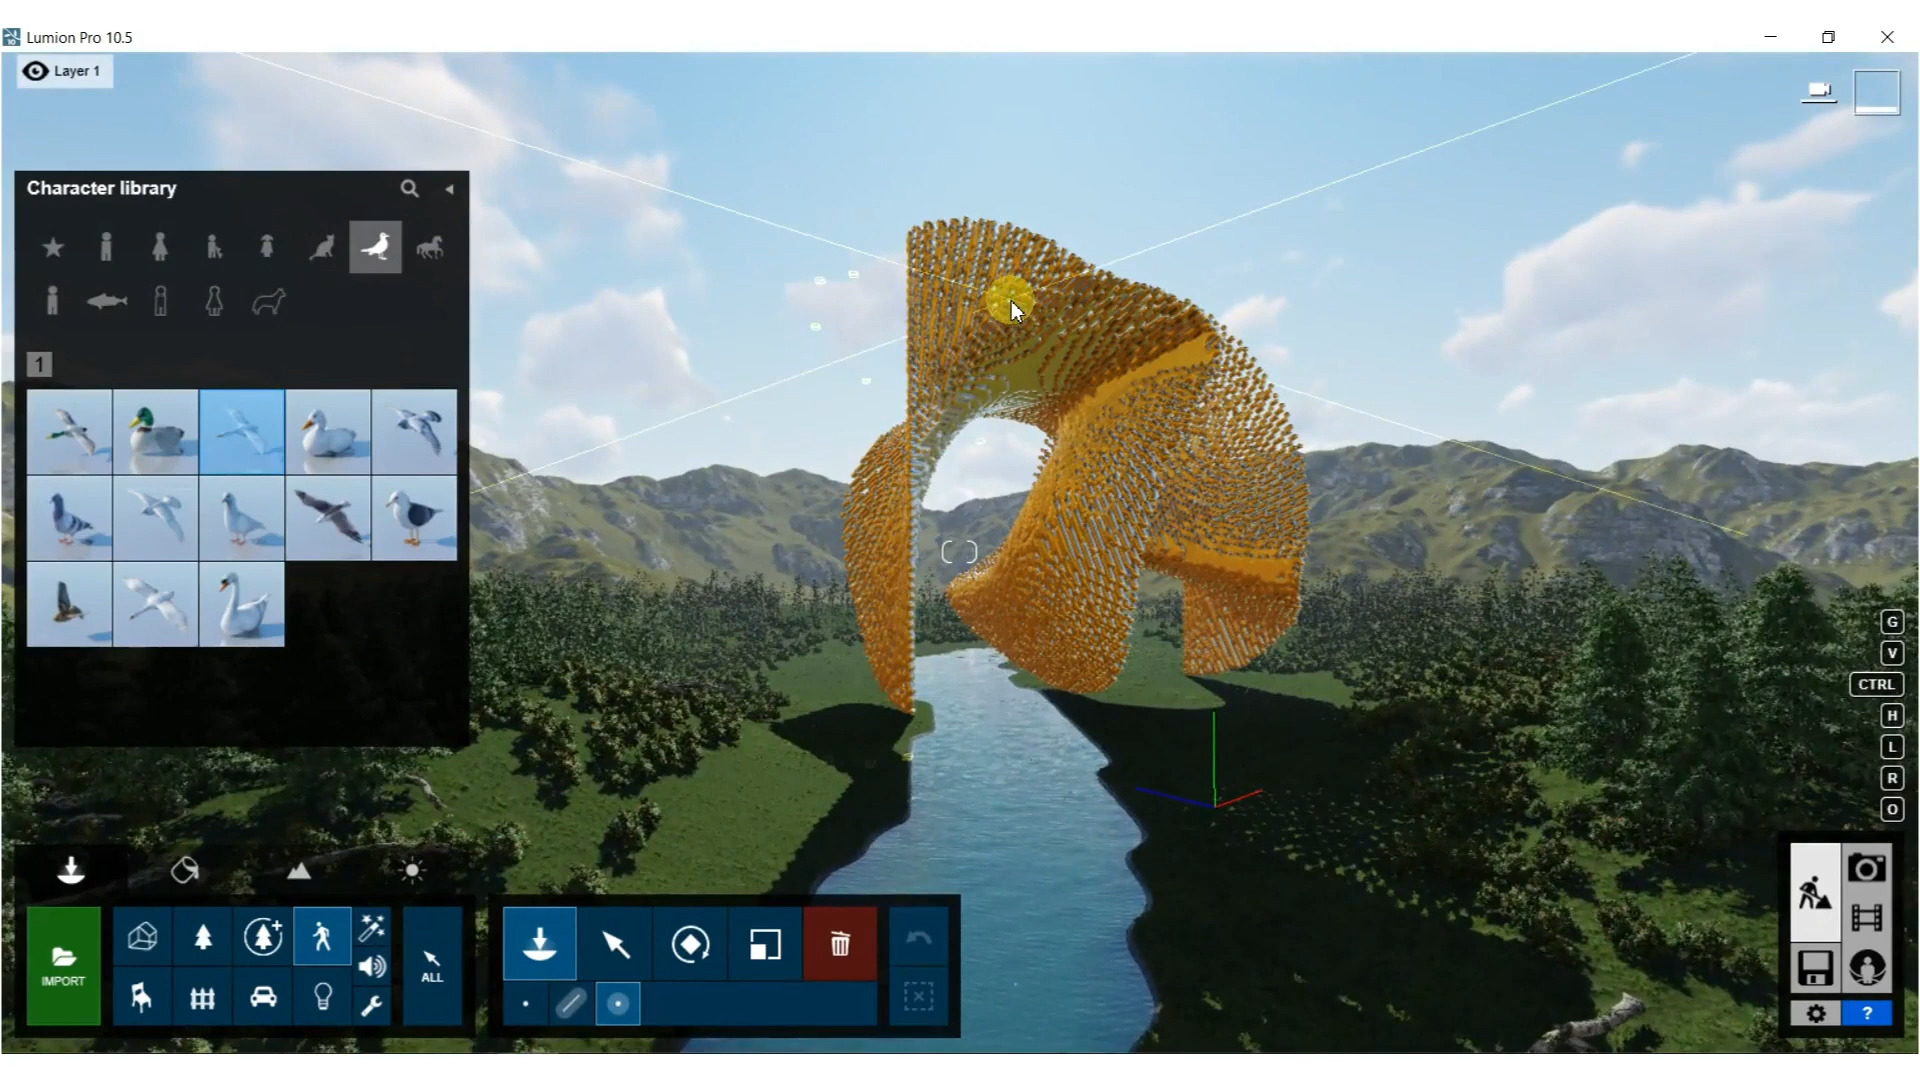 Lumion Pro 10.5
Layer 1
Character library
1
G
V
CTRL
H
L
R
O
IMPORT
ALL
?